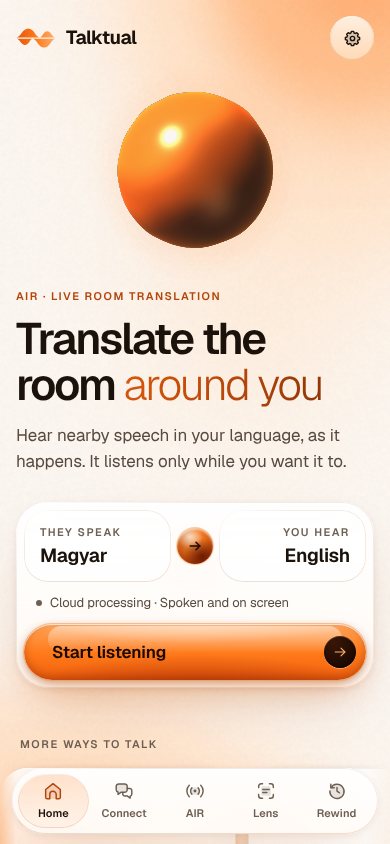 Talktual
AIR · LIVE ROOM TRANSLATION
Translate the
room around you
Hear nearby speech in your language, as it
happens. It listens only while you want it to.
THEY SPEAK
Magyar
YOU HEAR
English
Cloud processing · Spoken and on screen
Start listening
MORE WAYS TO TALK
Home
Connect
AIR
Lens
Rewind